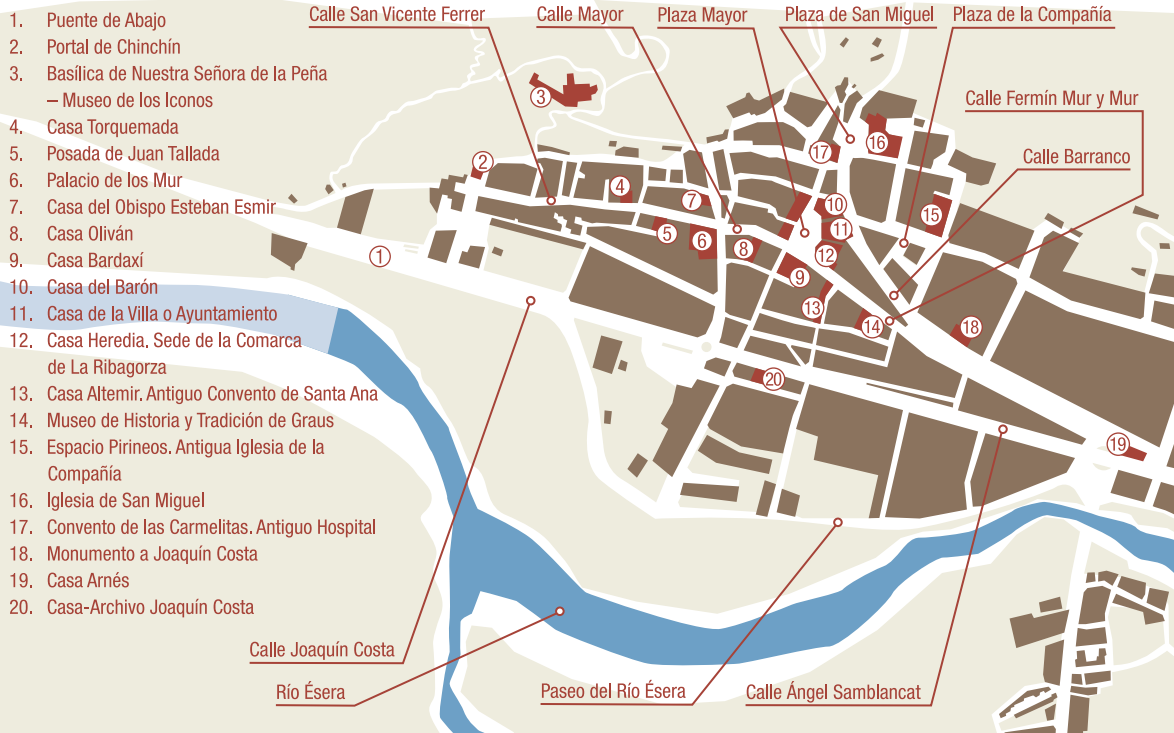 1. Puente de Abajo
2. Portal de Chinchín
3. Basílica de Nuestra Señora de la Peña
– Museo de los Iconos
4. Casa Torquemada
5. Posada de Juan Tallada
6. Palacio de los Mur
7. Casa del Obispo Esteban Esmir
8. Casa Oliván
9. Casa Bardaxí
10. Casa del Barón
11. Casa de la Villa o Ayuntamiento
12. Casa Heredia. Sede de la Comarca
de La Ribagorza
13. Casa Altemir. Antiguo Convento de Santa Ana
14. Museo de Historia y Tradición de Graus
15. Espacio Pirineos. Antigua Iglesia de la
Compañía
16. Iglesia de San Miguel
17. Convento de las Carmelitas. Antiguo Hospital
18. Monumento a Joaquín Costa
19. Casa Arnés
20. Casa-Archivo Joaquín Costa
Calle San Vicente Ferrer
Calle Mayor
Plaza Mayor
Plaza de San Miguel
Plaza de la Compañía
Calle Fermín Mur y Mur
Calle Barranco
3
2
17
16
4
7
10
15
5
6
8
11
12
1
9
13
14
18
20
19
Calle Joaquín Costa
Río Ésera
Paseo del Río Ésera
Calle Ángel Samblancat